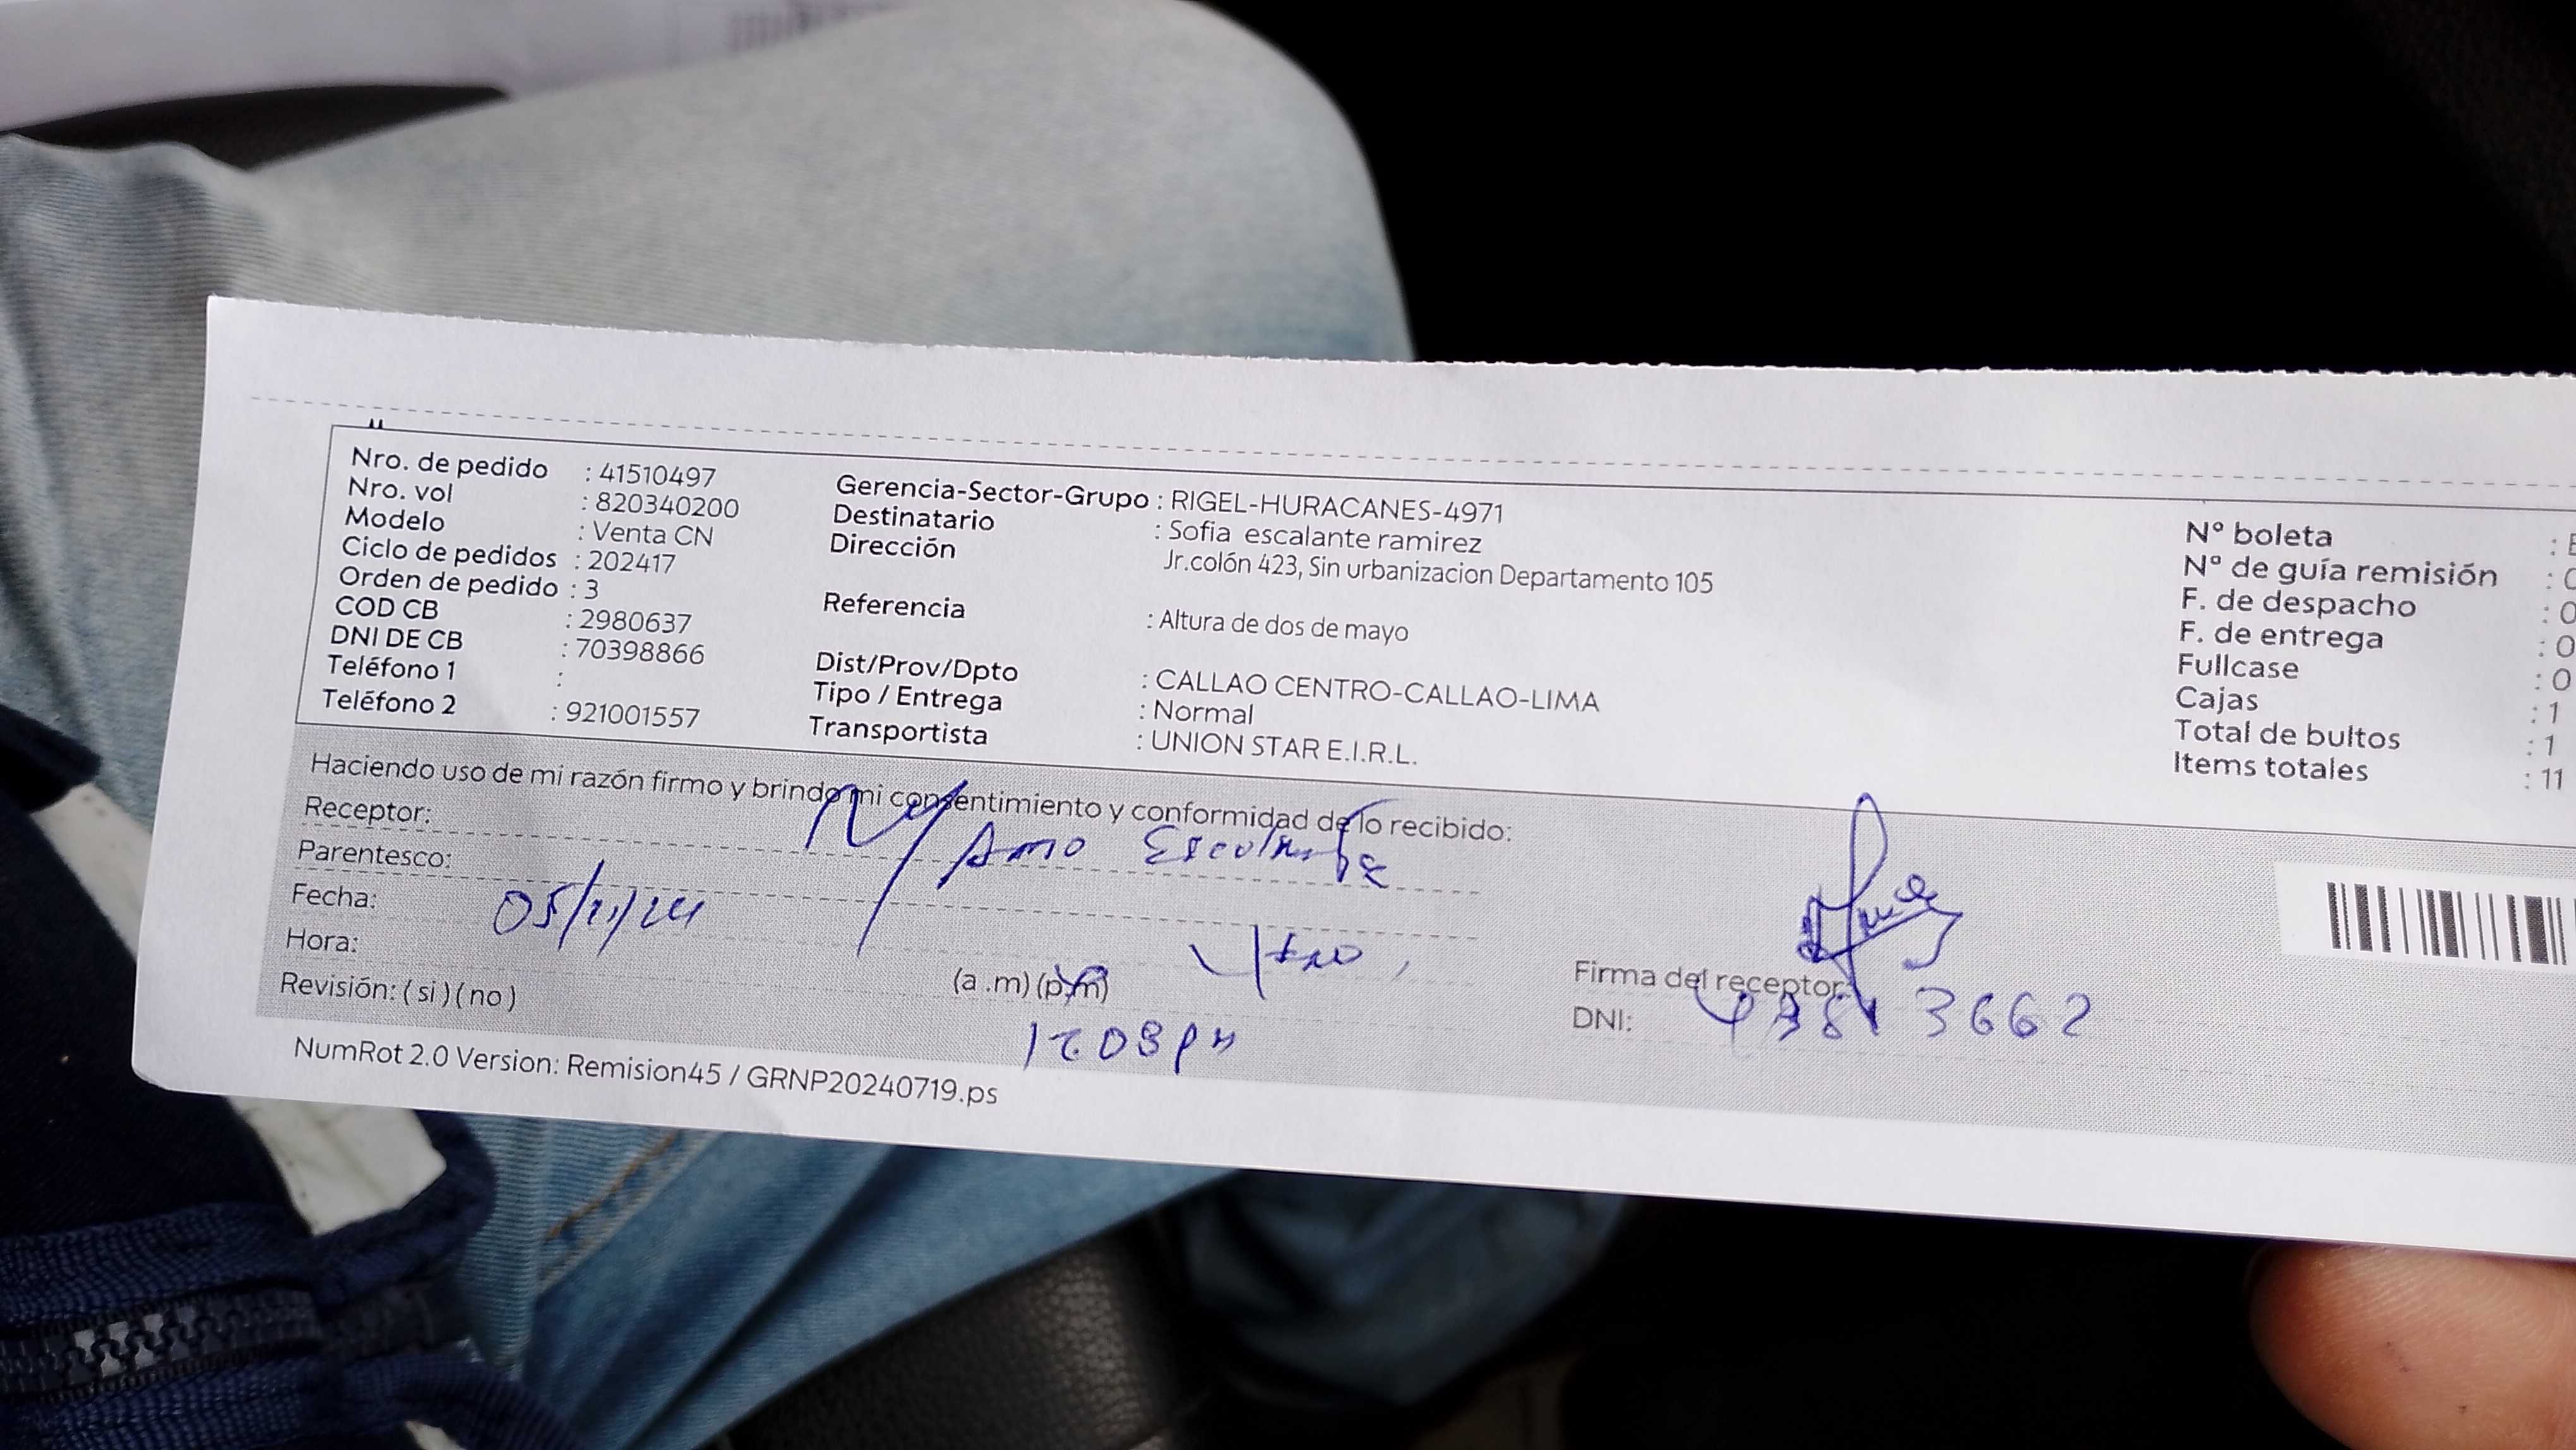 Nro. de pedido : 41510497
Nro. vol : 820340200
Modelo : Venta CN
Ciclo de pedidos : 202417
Orden de pedido : 3
COD CB : 2980637
DNI DE CB : 70398866
Teléfono 1 :
Teléfono 2 : 921001557
Gerencia-Sector-Grupo : RIGEL-HURACANES-4971
Destinatario : Sofia escalante ramirez
Dirección Jr.colón 423, Sin urbanizacion Departamento 105
Referencia : Altura de dos de mayo
Dist/Prov/Dpto : CALLAO CENTRO-CALLAO-LIMA
Tipo / Entrega : Normal
Transportista : UNION STAR E.I.R.L.
N° boleta :
N° de guía remisión :
F. de despacho : 0
F. de entrega : 0
Fullcase : 0
Cajas : 1
Total de bultos : 1
Items totales : 11
Haciendo uso de mi razón firmo y brindo mi consentimiento y conformidad de lo recibido:
Receptor:
Parentesco:
Fecha: 05/11/24
Hora: (a .m) (p.m)
Revisión: ( si ) ( no ) 1208 pm
Firma del receptor:
DNI: 3662
NumRot 2.0 Version: Remision45 / GRNP20240719.ps